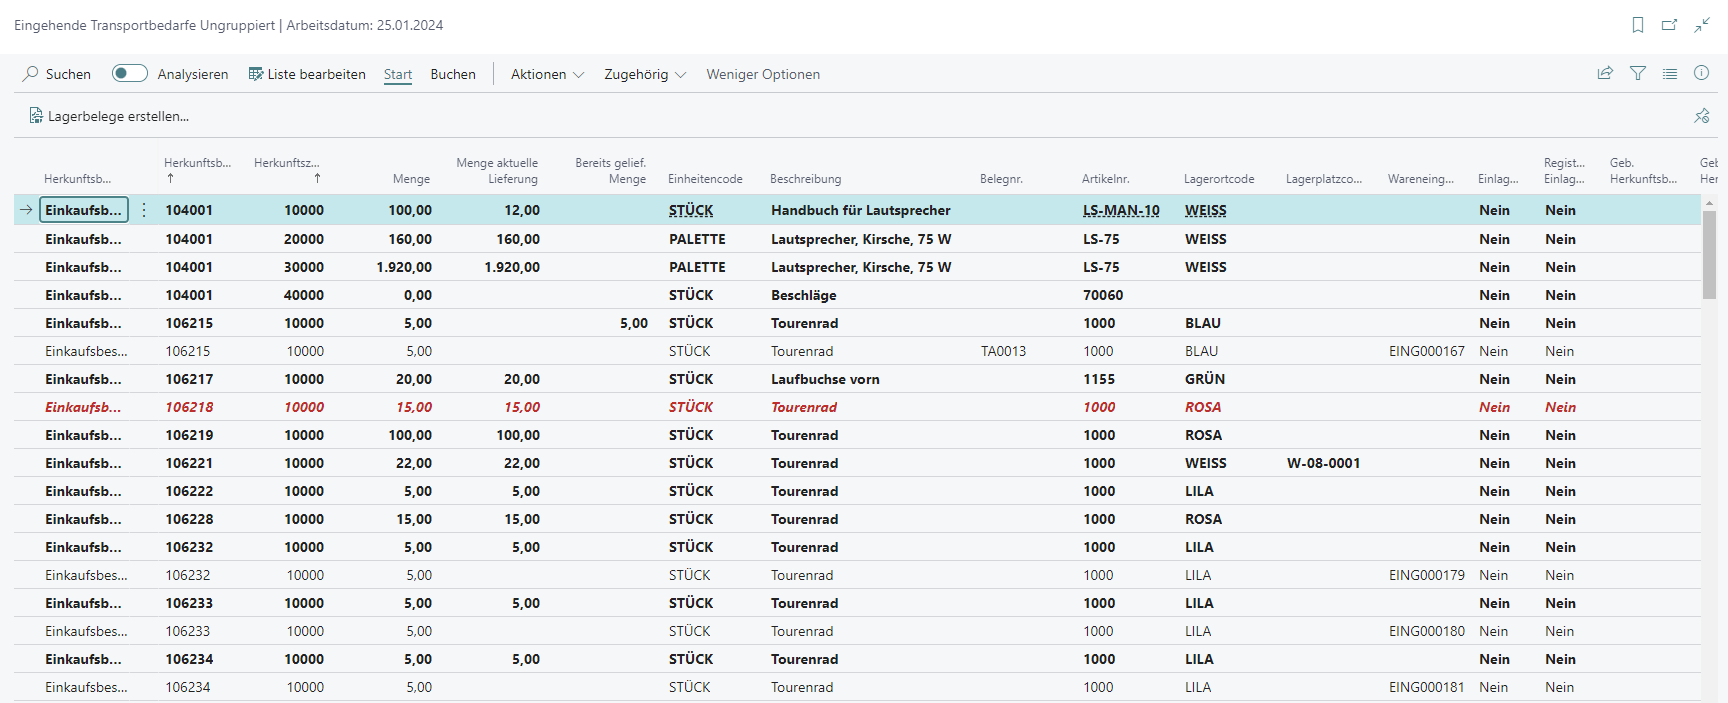 Eingehende Transportbedarfe Ungruppiert | Arbeitsdatum: 25.01.2024
Suchen Analysieren Liste bearbeiten Start Buchen Aktionen Zugehörig Weniger Optionen
Lagerbelege erstellen...
Herkunftsb... Herkunftsb... ↑ Herkunftsz... ↑ Menge Menge aktuelle Lieferung Bereits gelief. Menge Einheitencode Beschreibung Belegnr. Artikelnr. Lagerortcode Lagerplatzco... Wareneing... Einlag... Regist... Einlag... Geb. Herkunftsb... Geb Her
Einkaufsb... 104001 10000 100,00 12,00 STÜCK Handbuch für Lautsprecher LS-MAN-10 WEISS Nein Nein
Einkaufsb... 104001 20000 160,00 160,00 PALETTE Lautsprecher, Kirsche, 75 W LS-75 WEISS Nein Nein
Einkaufsb... 104001 30000 1.920,00 1.920,00 PALETTE Lautsprecher, Kirsche, 75 W LS-75 WEISS Nein Nein
Einkaufsb... 104001 40000 0,00 STÜCK Beschläge 70060 Nein Nein
Einkaufsb... 106215 10000 5,00 5,00 STÜCK Tourenrad 1000 BLAU Nein Nein
Einkaufsbes... 106215 10000 5,00 STÜCK Tourenrad TA0013 1000 BLAU EING000167 Nein Nein
Einkaufsb... 106217 10000 20,00 20,00 STÜCK Laufbuchse vorn 1155 GRÜN Nein Nein
Einkaufsb... 106218 10000 15,00 15,00 STÜCK Tourenrad 1000 ROSA Nein Nein
Einkaufsb... 106219 10000 100,00 100,00 STÜCK Tourenrad 1000 ROSA Nein Nein
Einkaufsb... 106221 10000 22,00 22,00 STÜCK Tourenrad 1000 WEISS W-08-0001 Nein Nein
Einkaufsb... 106222 10000 5,00 5,00 STÜCK Tourenrad 1000 LILA Nein Nein
Einkaufsb... 106228 10000 15,00 15,00 STÜCK Tourenrad 1000 ROSA Nein Nein
Einkaufsb... 106232 10000 5,00 5,00 STÜCK Tourenrad 1000 LILA Nein Nein
Einkaufsbes... 106232 10000 5,00 STÜCK Tourenrad 1000 LILA EING000179 Nein Nein
Einkaufsb... 106233 10000 5,00 5,00 STÜCK Tourenrad 1000 LILA Nein Nein
Einkaufsbes... 106233 10000 5,00 STÜCK Tourenrad 1000 LILA EING000180 Nein Nein
Einkaufsb... 106234 10000 5,00 5,00 STÜCK Tourenrad 1000 LILA Nein Nein
Einkaufsbes... 106234 10000 5,00 STÜCK Tourenrad 1000 LILA EING000181 Nein Nein